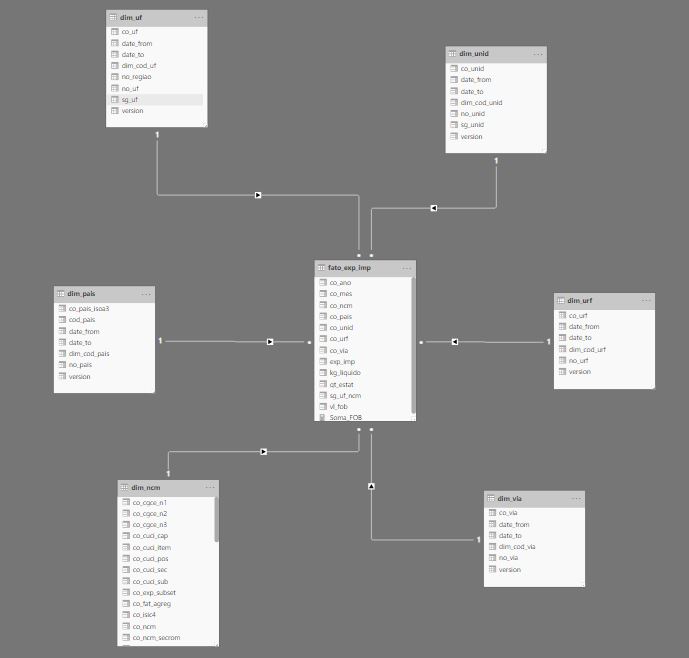 dim_uf ...
co_uf
date_from
date_to
dim_cod_uf
no_regiao
no_uf
sg_uf
version
1
dim_unid ...
co_unid
date_from
date_to
dim_cod_unid
no_unid
sg_unid
version
1
dim_pais ...
co_pais_isoa3
cod_pais
date_from
date_to
dim_cod_pais
no_pais
version
1
* *
fato_exp_imp ...
co_ano
co_mes
co_ncm
co_pais
co_unid
co_urf
co_via
exp_imp
kg_liquido
qt_estat
sg_uf_ncm
vl_fob
Soma_FOB
* *
* *
dim_urf ...
co_urf
date_from
date_to
dim_cod_urf
no_urf
version
1
dim_ncm ...
co_cgce_n1
co_cgce_n2
co_cgce_n3
co_cuci_cap
co_cuci_item
co_cuci_pos
co_cuci_sec
co_cuci_sub
co_exp_subset
co_fat_agreg
co_isic4
co_ncm
co_ncm_secrom
1
dim_via ...
co_via
date_from
date_to
dim_cod_via
no_via
version
1